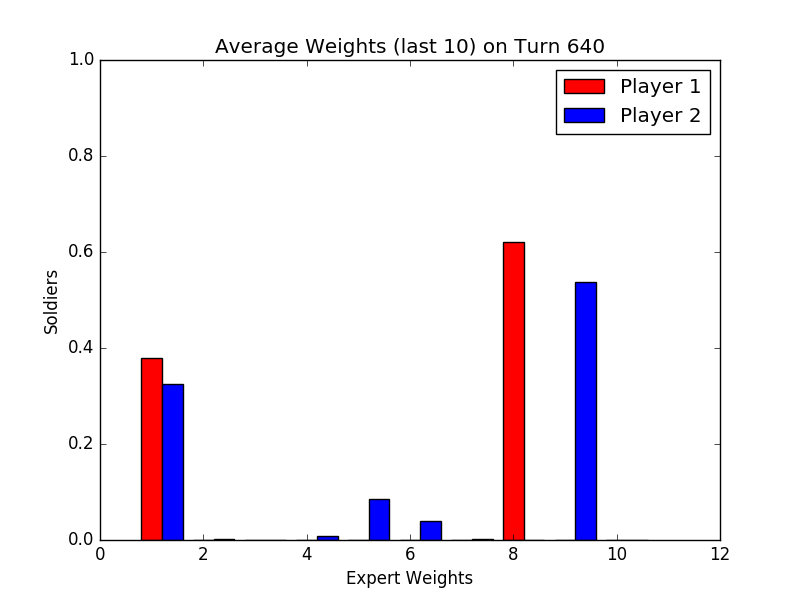 Average Weights (last 10) on Turn 640
1.0
0.8
0.6
0.4
0.2
0.0
Soldiers
Player 1
Player 2
0 2 4 6 8 10 12
Expert Weights